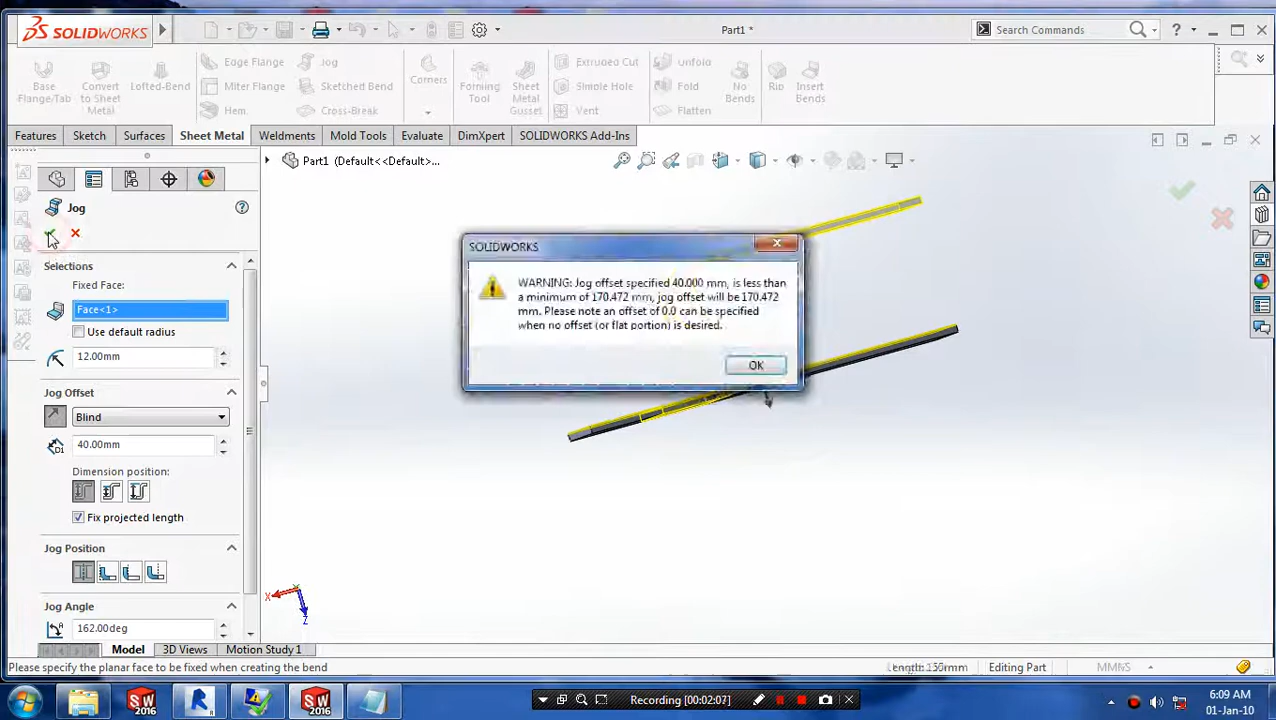 SOLIDWORKS
Part1 *
Search Commands
?
Base Flange/Tab
Convert to Sheet Metal
Lofted-Bend
Edge Flange
Miter Flange
Hem
Jog
Sketched Bend
Cross-Break
Corners
Forming Tool
Sheet Metal Gussets
Extruded Cut
Simple Hole
Vent
Unfold
Fold
Flatten
No Bends
Rip
Insert Bends
Features
Sketch
Surfaces
Sheet Metal
Weldments
Mold Tools
Evaluate
DimXpert
SOLIDWORKS Add-Ins
Part1 (Default<<Default>...
Jog
?
Selections
Fixed Face:
Face<1>
Use default radius
12.00mm
Jog Offset
Blind
D1
40.00mm
Dimension position:
Fix projected length
Jog Position
Jog Angle
162.00deg
SOLIDWORKS
WARNING: Jog offset specified 40.000 mm, is less than
a minimum of 170.472 mm, jog offset will be 170.472
mm. Please note an offset of 0.0 can be specified
when no offset (or flat portion) is desired.
OK
X
Z
Model
3D Views
Motion Study 1
Please specify the planar face to be fixed when creating the bend
Length: 150mm
Editing Part
MMNS
SW 2016
R
SW 2016
Recording [00:02:07]
6:09 AM
01-Jan-10